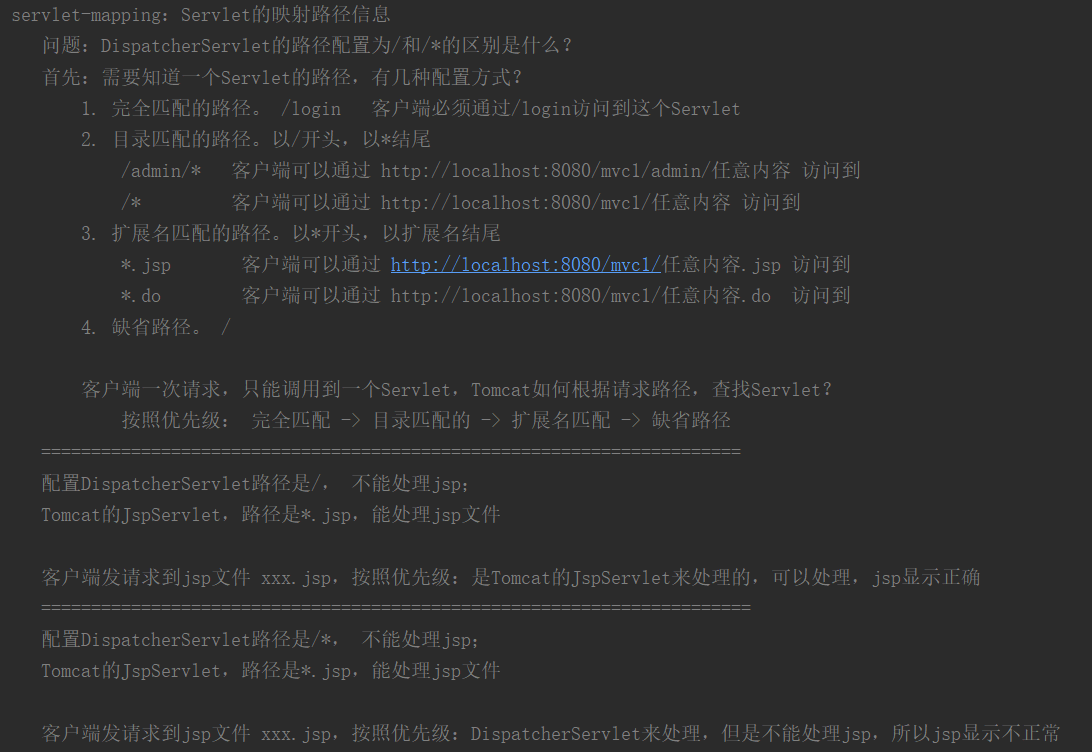 servlet-mapping: Servlet的映射路径信息
问题: DispatcherServlet的路径配置为/和/*的区别是什么?
首先: 需要知道一个Servlet的路径, 有几种配置方式?
1. 完全匹配的路径。 /login 客户端必须通过/login访问到这个Servlet
2. 目录匹配的路径。以/开头, 以*结尾
/admin/* 客户端可以通过 http://localhost:8080/mvc1/admin/任意内容 访问到
/* 客户端可以通过 http://localhost:8080/mvc1/任意内容 访问到
3. 扩展名匹配的路径。以*开头, 以扩展名结尾
*.jsp 客户端可以通过 http://localhost:8080/mvc1/任意内容.jsp 访问到
*.do 客户端可以通过 http://localhost:8080/mvc1/任意内容.do 访问到
4. 缺省路径。 /
客户端一次请求, 只能调用到一个Servlet, Tomcat如何根据请求路径, 查找Servlet?
按照优先级: 完全匹配 -> 目录匹配的 -> 扩展名匹配 -> 缺省路径
======================================================================
配置DispatcherServlet路径是/, 不能处理jsp;
Tomcat的JspServlet, 路径是*.jsp, 能处理jsp文件
客户端发请求到jsp文件 xxx.jsp, 按照优先级: 是Tomcat的JspServlet来处理的, 可以处理, jsp显示正确
=======================================================================
配置DispatcherServlet路径是/*, 不能处理jsp;
Tomcat的JspServlet, 路径是*.jsp, 能处理jsp文件
客户端发请求到jsp文件 xxx.jsp, 按照优先级: DispatcherServlet来处理, 但是不能处理jsp, 所以jsp显示不正常